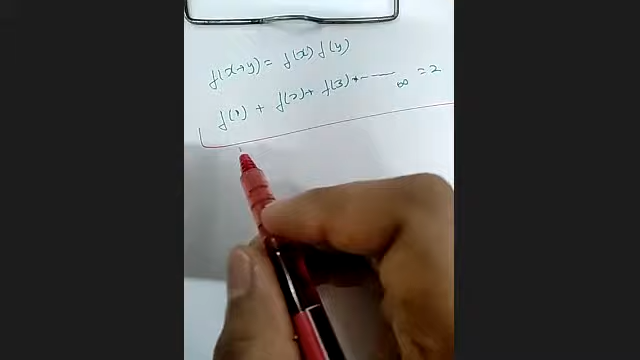 f(x+y) = f(x) f(y)
f(1) + f(2) + f(3) + ------ ∞ = 2